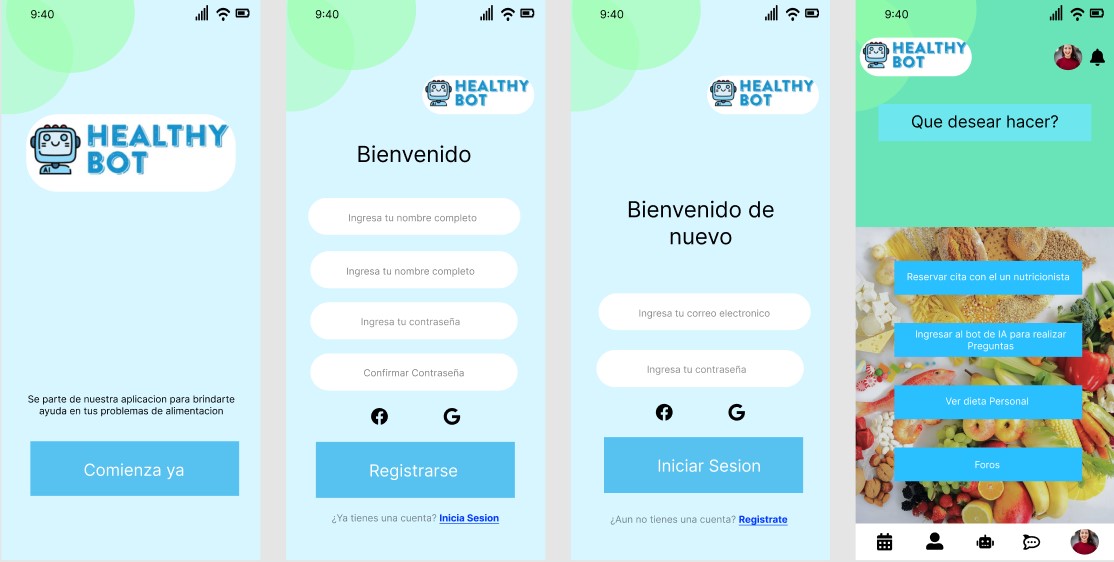 9:40
HEALTHY
BOT
AI
Se parte de nuestra aplicacion para brindarte
ayuda en tus problemas de alimentacion
Comienza ya
9:40
HEALTHY
BOT
Bienvenido
Ingresa tu nombre completo
Ingresa tu nombre completo
Ingresa tu contraseña
Confirmar Contraseña
Registrarse
¿Ya tienes una cuenta? Inicia Sesion
9:40
HEALTHY
BOT
Bienvenido de
nuevo
Ingresa tu correo electronico
Ingresa tu contraseña
Iniciar Sesion
¿Aun no tienes una cuenta? Registrate
9:40
HEALTHY
BOT
Que desear hacer?
Reservar cita con el un nutricionista
Ingresar al bot de IA para realizar
Preguntas
Ver dieta Personal
Foros